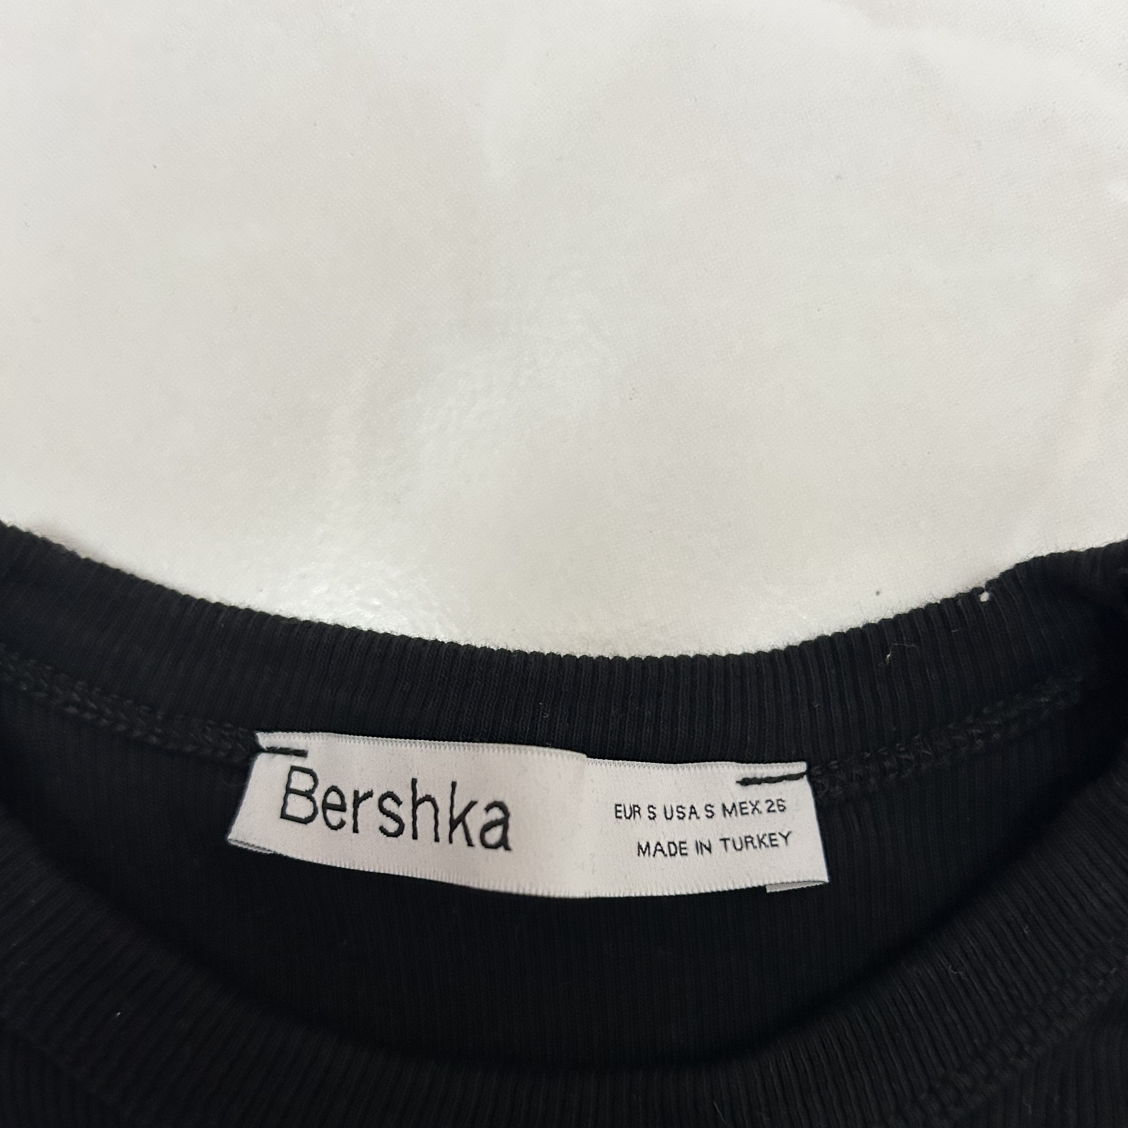 Bershka
EUR S USA S MEX 26
MADE IN TURKEY